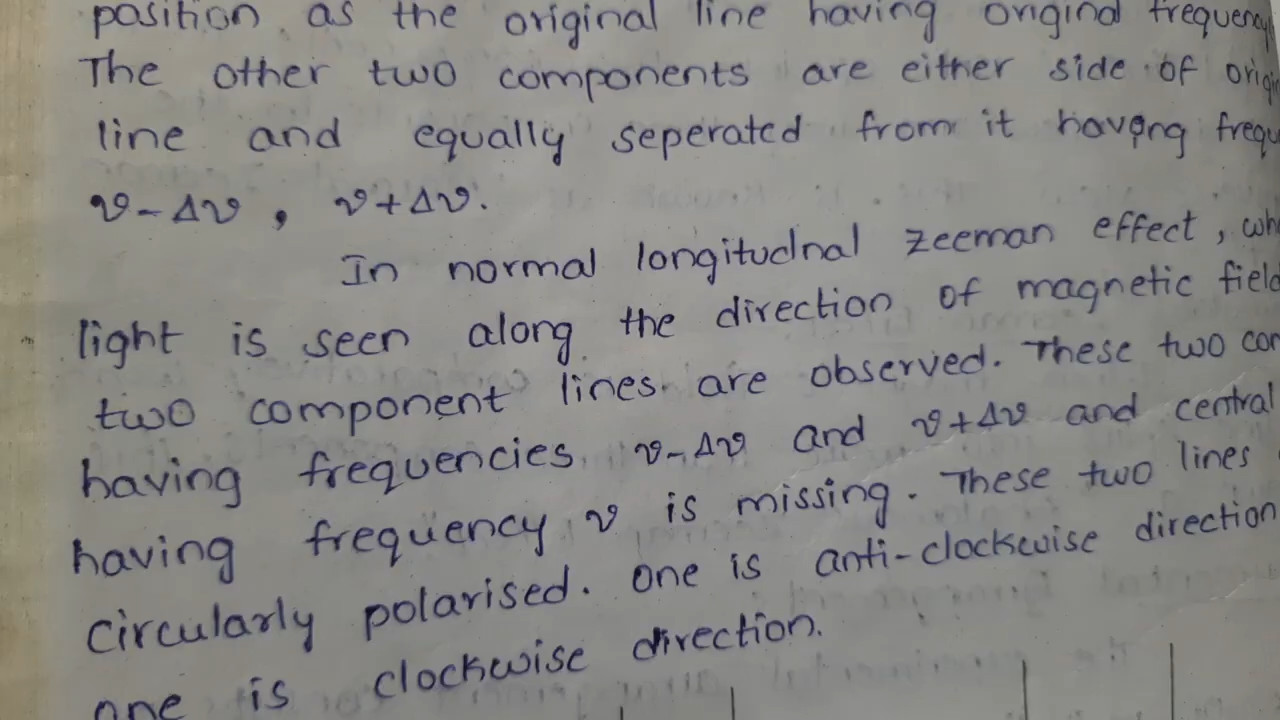 position as the original line having original frequency
The other two components are either side of
line and equally seperated from it having
ν-Δν, ν+Δν.
In normal longitudnal zeeman effect,
light is seen along the direction of magnetic field
two component lines are observed. These two
having frequencies ν-Δν and ν+Δν and central
having frequency ν is missing. These two lines
circularly polarised. One is anti-clockwise direction
one is clockwise direction.